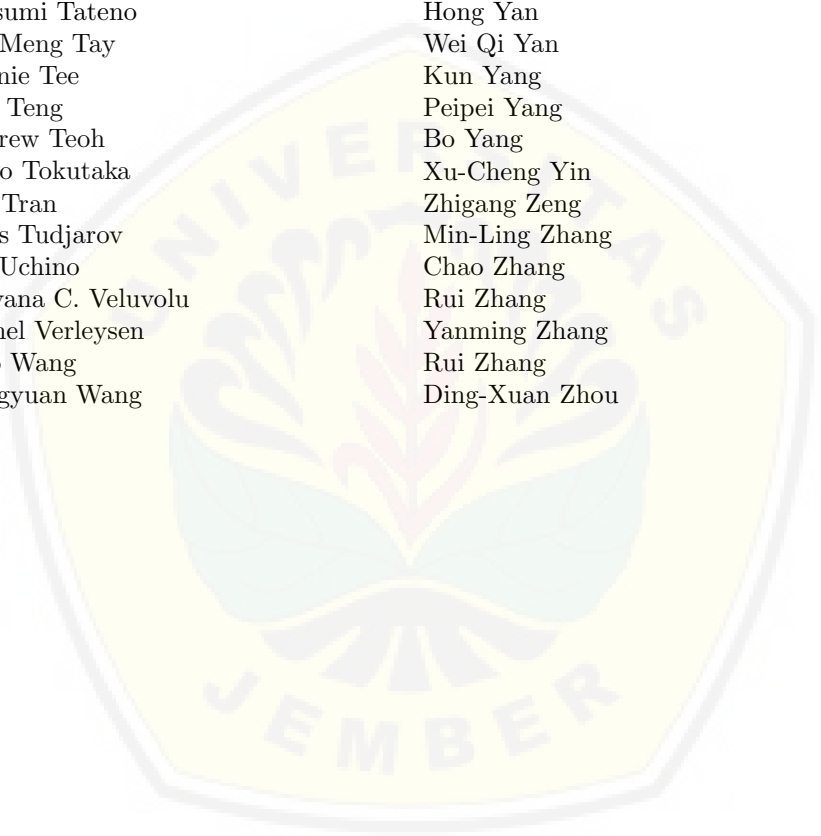 sumi Tateno
Meng Tay
nie Tee
Teng
rew Teoh
o Tokutaka
Tran
s Tudjarov
Uchino
vana C. Veluvolu
nel Verleysen
Wang
gyuan Wang
Hong Yan
Wei Qi Yan
Kun Yang
Peipei Yang
Bo Yang
Xu-Cheng Yin
Zhigang Zeng
Min-Ling Zhang
Chao Zhang
Rui Zhang
Yanming Zhang
Rui Zhang
Ding-Xuan Zhou
UNIVERSITAS
JEMBER